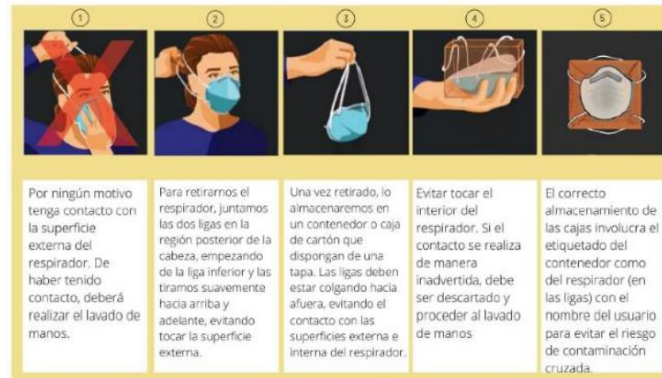 1
2
3
4
5
Por ningún motivo
tenga contacto con
la superficie
externa del
respirador. De
haber tenido
contacto, deberá
realizar el lavado de
manos.
Para retirarnos el
respirador, juntamos
las dos ligas en la
región posterior de la
cabeza, empezando
de la liga inferior y las
tiramos suavemente
hacia arriba y
adelante, evitando
tocar la superficie
externa.
Una vez retirado, lo
almacenaremos en
un contenedor o caja
de cartón que
dispongan de una
tapa. Las ligas deben
estar colgando hacia
afuera, evitando el
contacto con las
superficies externa e
interna del respirador.
Evitar tocar el
interior del
respirador. Si el
contacto se realiza
de manera
inadvertida, debe
ser descartado y
proceder al lavado
de manos
El correcto
almacenamiento de
las cajas involucra el
etiquetado del
contenedor como
del respirador (en
las ligas) con el
nombre del usuario
para evitar el riesgo
de contaminación
cruzada.